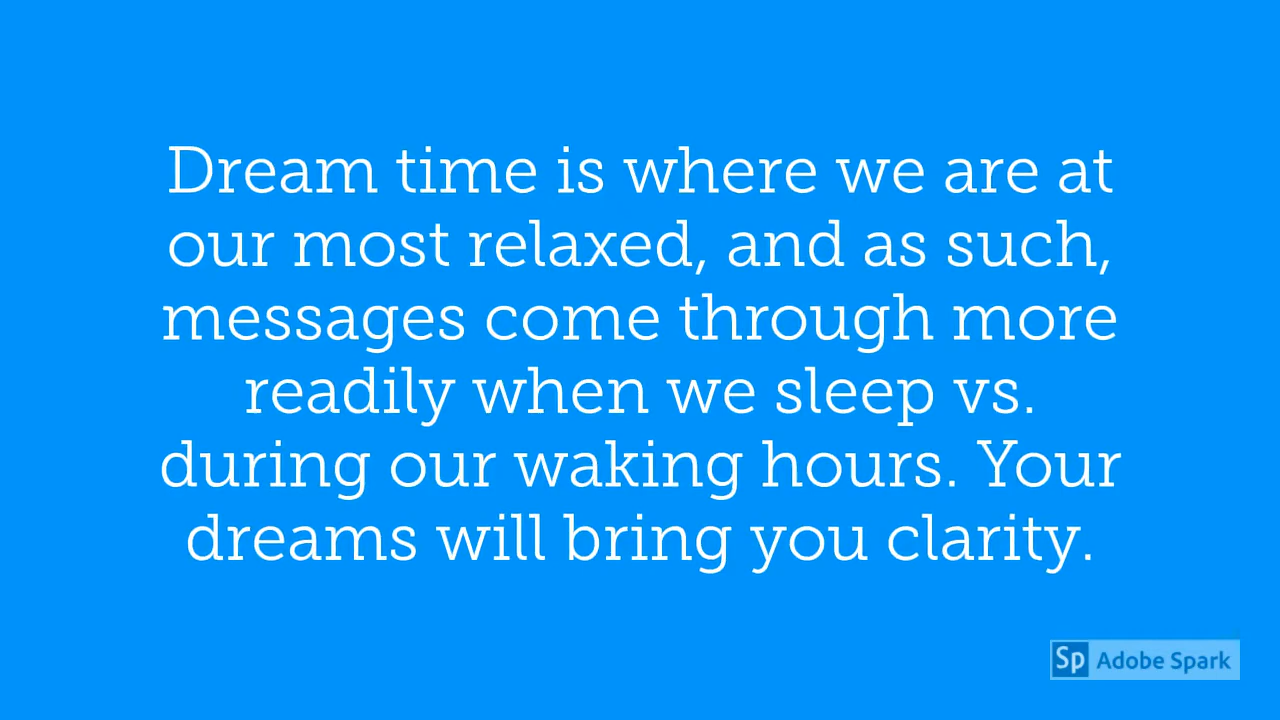 Dream time is where we are at
our most relaxed, and as such,
messages come through more
readily when we sleep vs.
during our waking hours. Your
dreams will bring you clarity.
Sp Adobe Spark